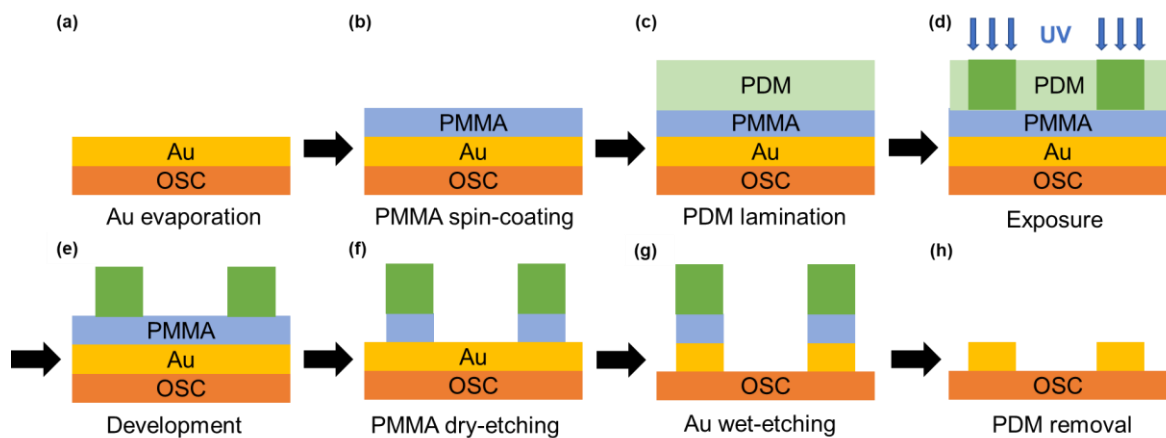 (a)
Au
OSC
Au evaporation
(b)
PMMA
Au
OSC
PMMA spin-coating
(c)
PDM
PMMA
Au
OSC
PDM lamination
(d)
UV
PDM
PMMA
Au
OSC
Exposure
(e)
PMMA
Au
OSC
Development
(f)
Au
OSC
PMMA dry-etching
(g)
OSC
Au wet-etching
(h)
OSC
PDM removal